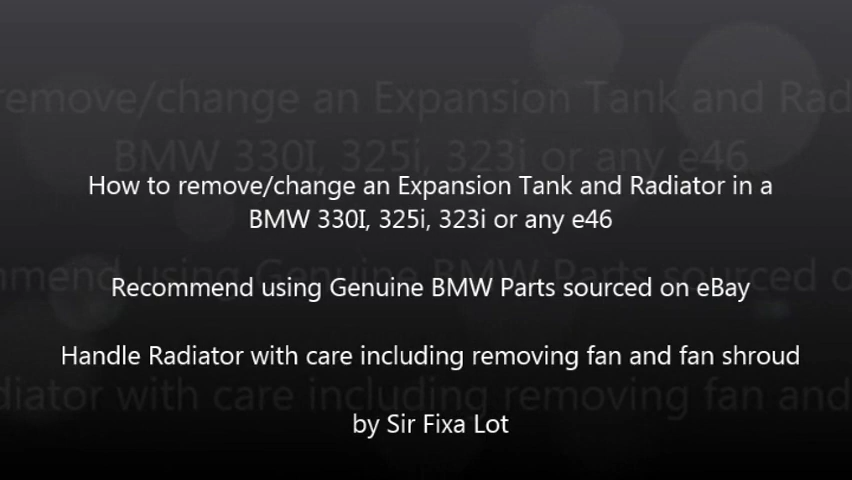 How to remove/change an Expansion Tank and Radiator in a
BMW 330I, 325i, 323i or any e46
Recommend using Genuine BMW Parts sourced on eBay
Handle Radiator with care including removing fan and fan shroud
by Sir Fixa Lot